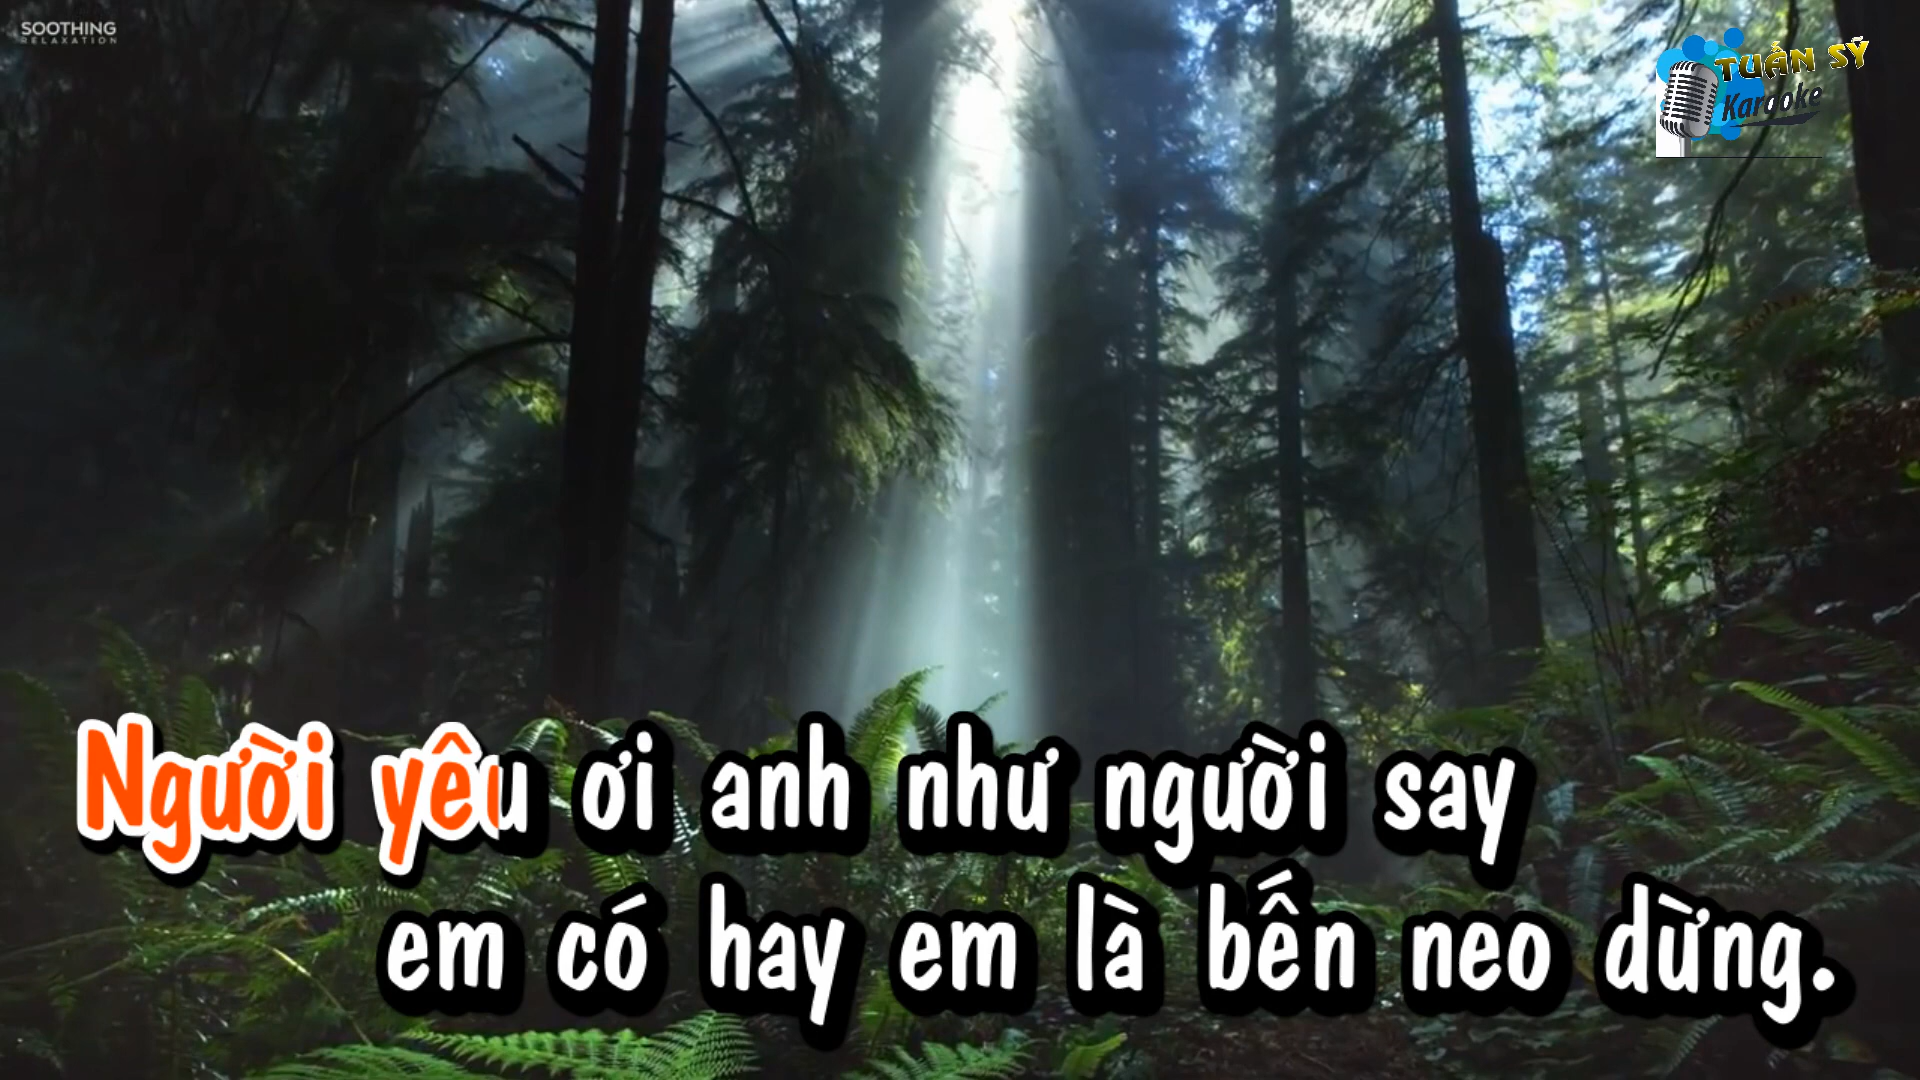 SOOTHING
RELAXATION
TUẤN SỸ
Karaoke
Người yêu ơi anh như người say
em có hay em là bến neo dừng.